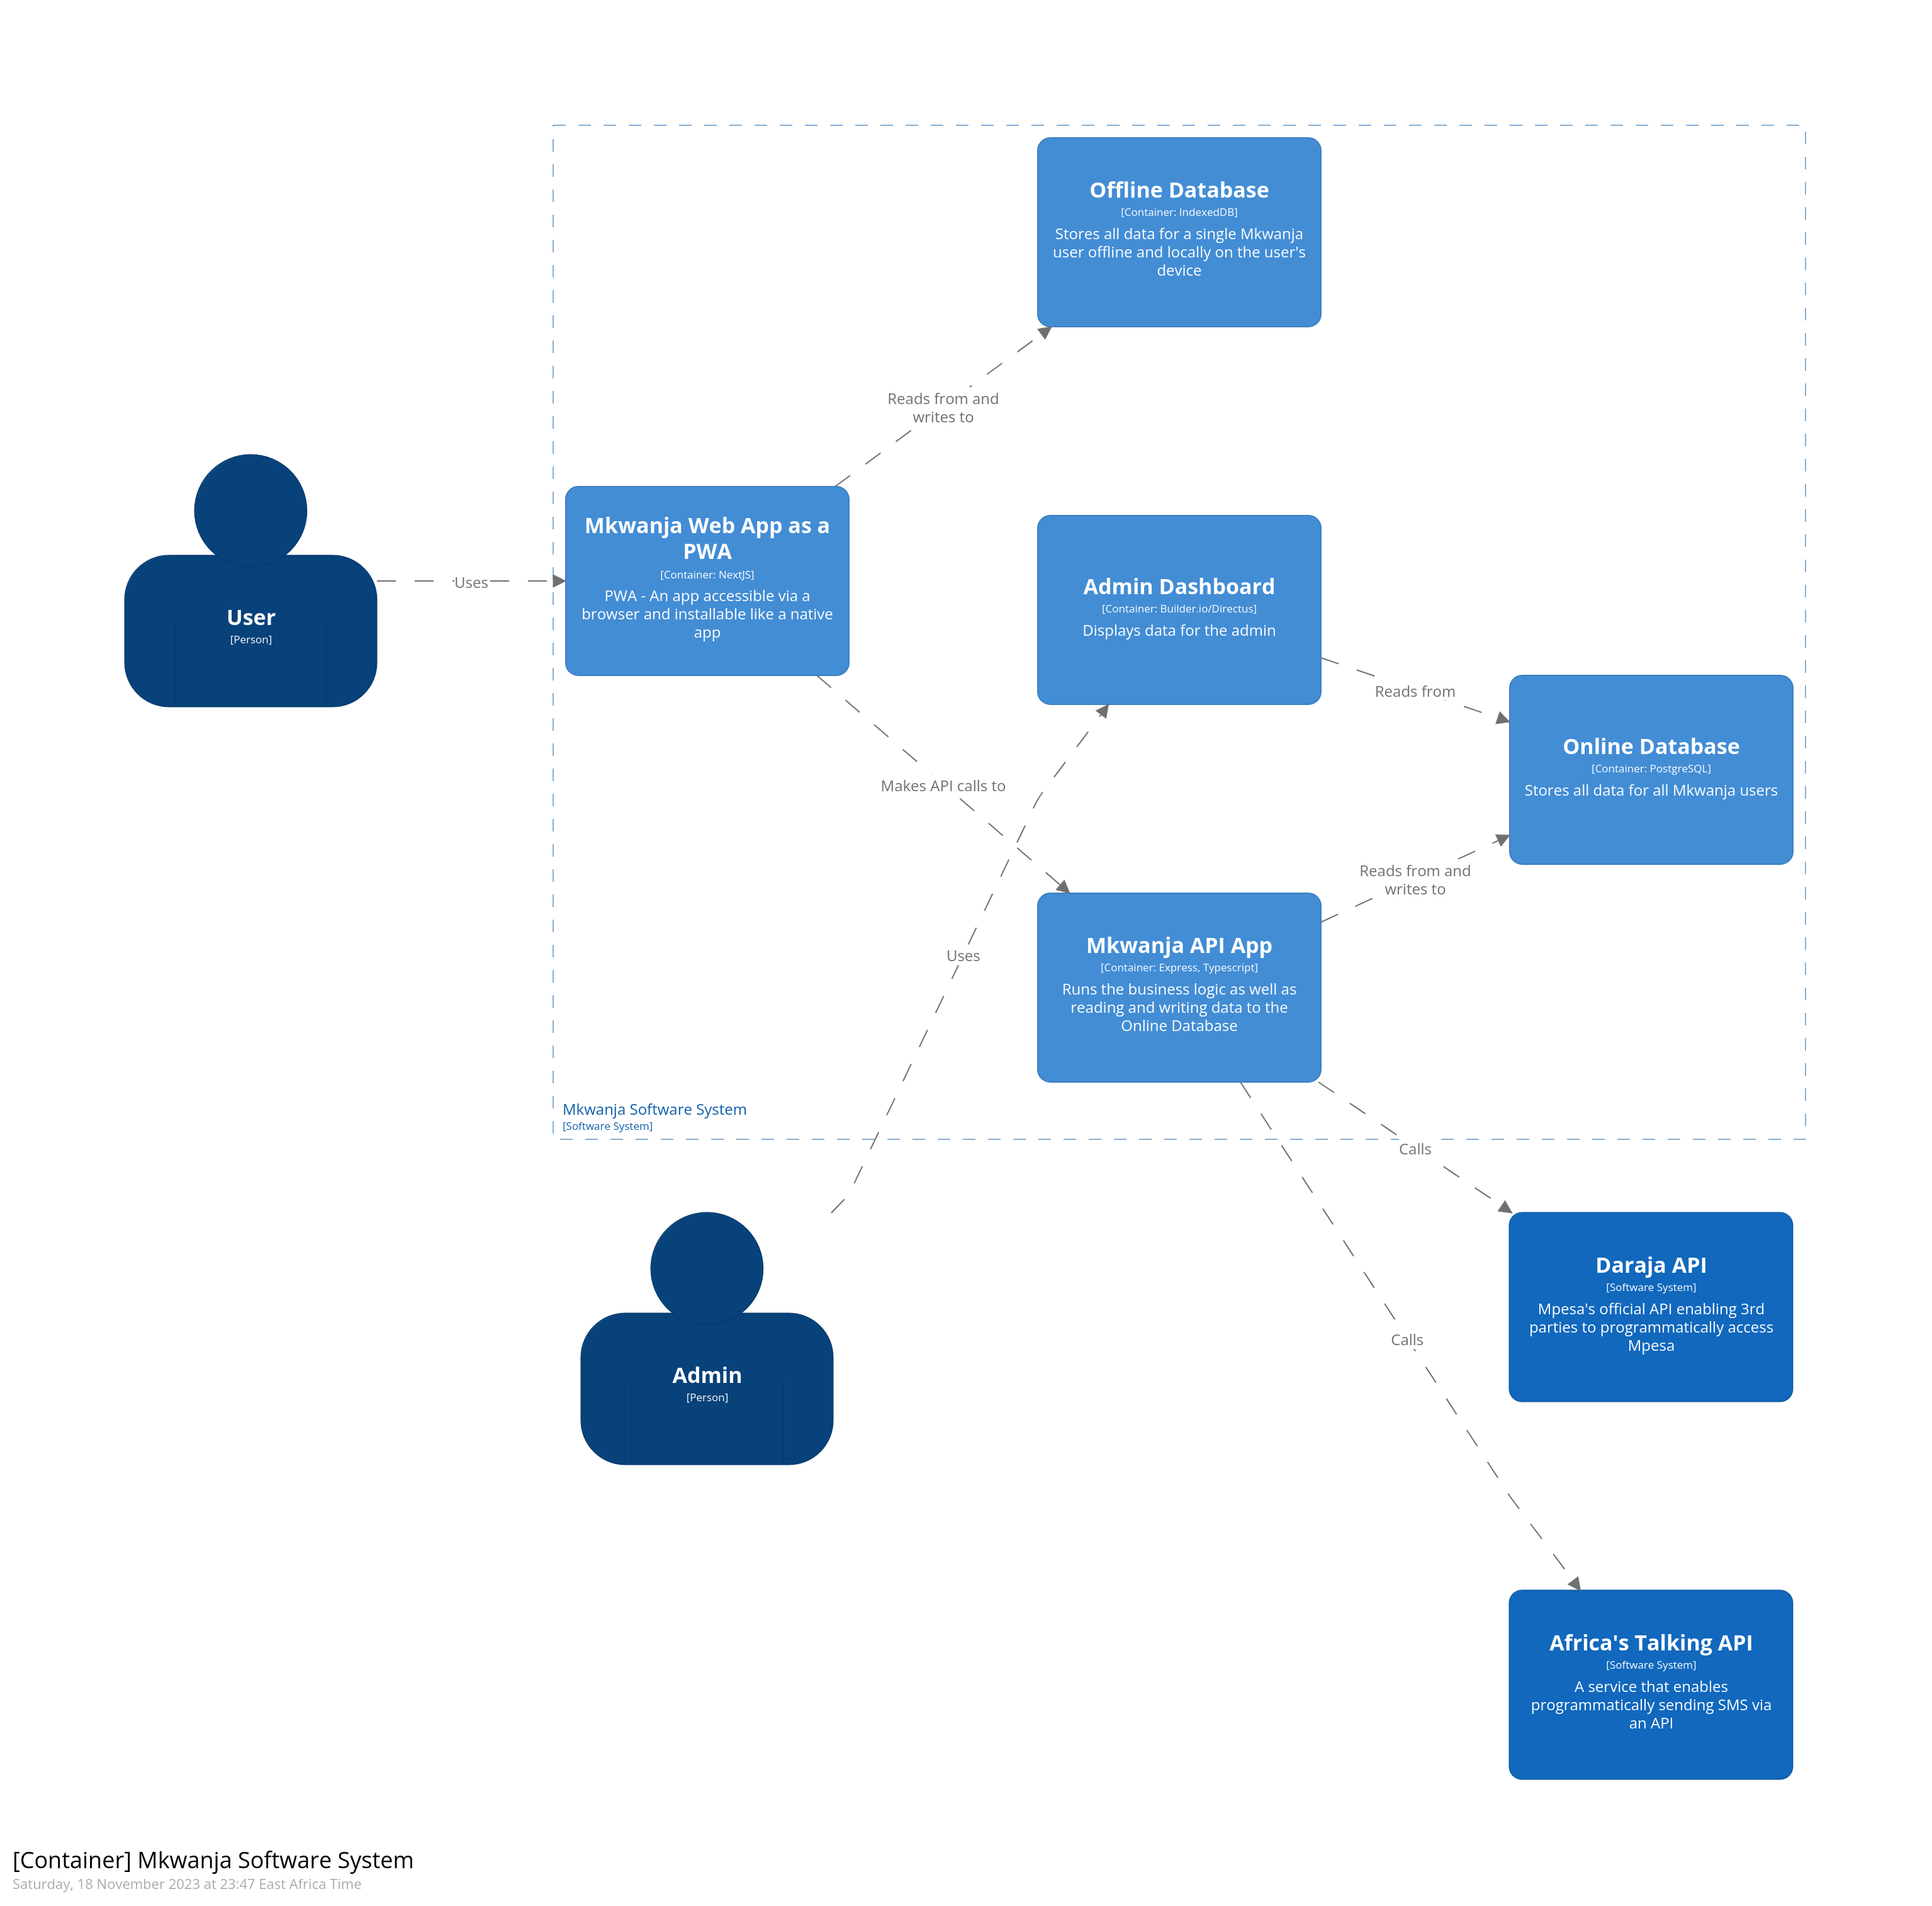 Offline Database
[Container: IndexedDB]
Stores all data for a single Mkwanja
user offline and locally on the user's
device
Reads from and
writes to
Mkwanja Web App as a
PWA
[Container: NextJS]
PWA - An app accessible via a
browser and installable like a native
app
Uses
User
[Person]
Admin Dashboard
[Container: Builder.io/Directus]
Displays data for the admin
Reads from
Online Database
[Container: PostgreSQL]
Stores all data for all Mkwanja users
Makes API calls to
Reads from and
writes to
Uses
Mkwanja API App
[Container: Express, Typescript]
Runs the business logic as well as
reading and writing data to the
Online Database
Mkwanja Software System
[Software System]
Calls
Daraja API
[Software System]
Mpesa's official API enabling 3rd
parties to programmatically access
Mpesa
Calls
Admin
[Person]
Africa's Talking API
[Software System]
A service that enables
programmatically sending SMS via
an API
[Container] Mkwanja Software System
Saturday, 18 November 2023 at 23:47 East Africa Time